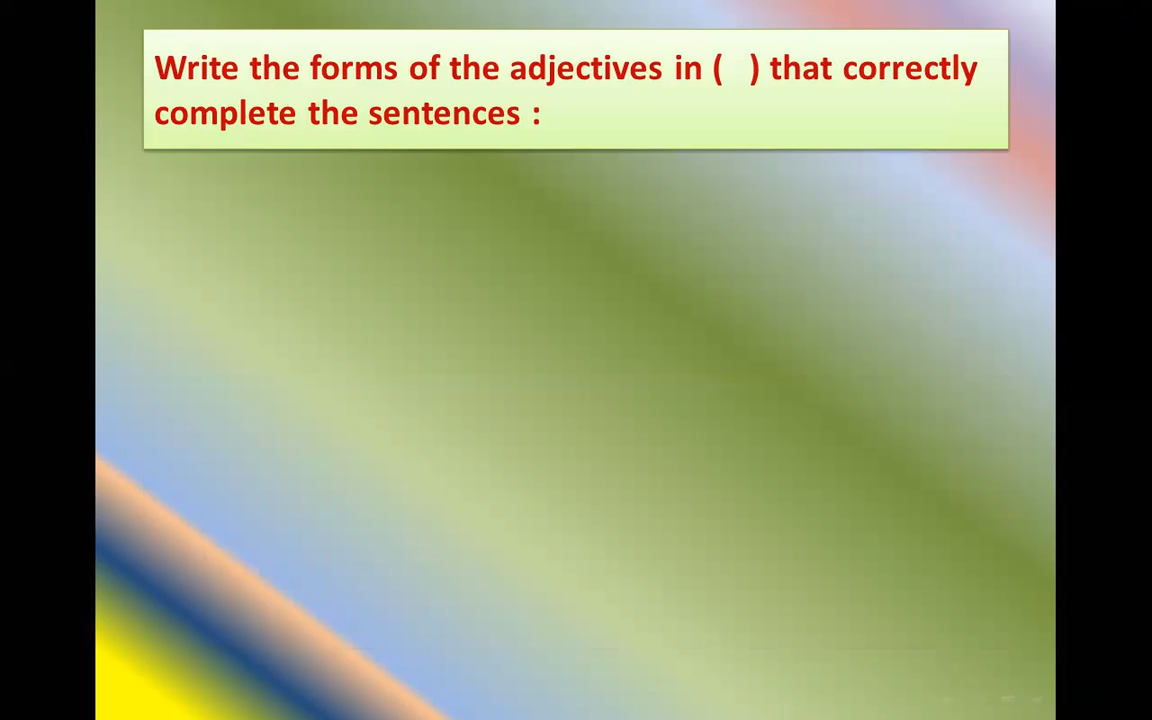 Write the forms of the adjectives in (   ) that correctly
complete the sentences :